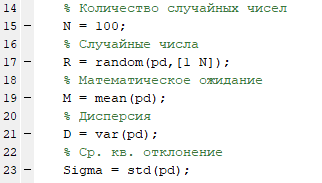 14 % Количество случайных чисел
15 – N = 100;
16 % Случайные числа
17 – R = random(pd,[1 N]);
18 % Математическое ожидание
19 – M = mean(pd);
20 % Дисперсия
21 – D = var(pd);
22 % Ср. кв. отклонение
23 – Sigma = std(pd);